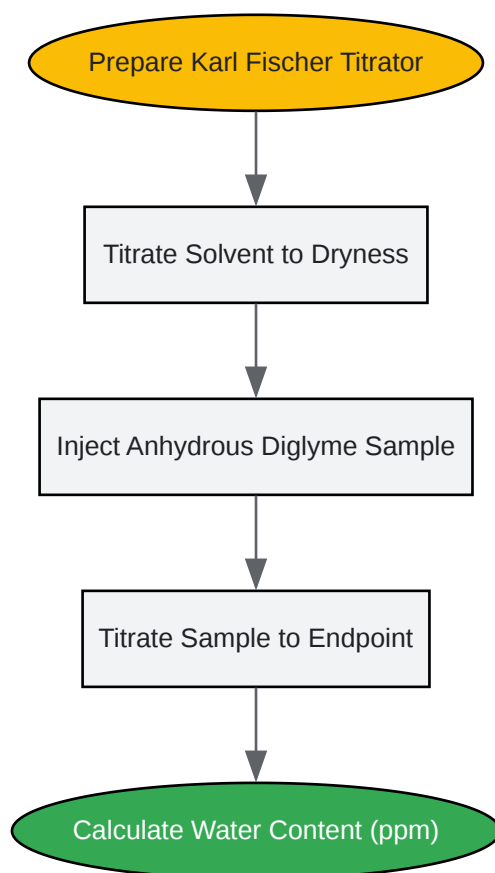 Prepare Karl Fischer Titrator
Titrate Solvent to Dryness
Inject Anhydrous Diglyme Sample
Titrate Sample to Endpoint
Calculate Water Content (ppm)